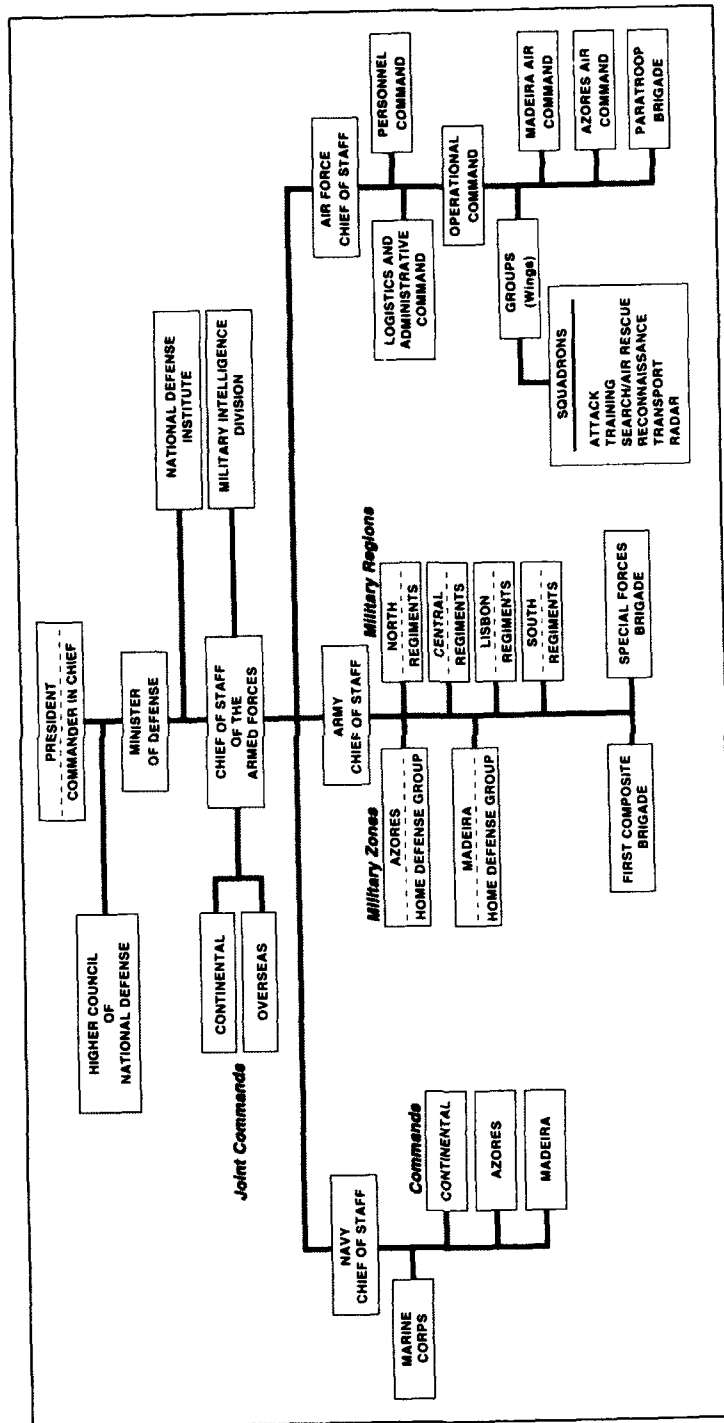 PRESIDENT
COMMANDER IN CHIEF
HIGHER COUNCIL
OF
NATIONAL DEFENSE
MINISTER
OF DEFENSE
NATIONAL DEFENSE
INSTITUTE
CHIEF OF STAFF
OF THE
ARMED FORCES
MILITARY INTELLIGENCE
DIVISION
Joint Commands
CONTINENTAL
OVERSEAS
NAVY
CHIEF OF STAFF
MARINE
CORPS
Commands
CONTINENTAL
AZORES
MADEIRA
ARMY
CHIEF OF STAFF
Military Zones
AZORES
HOME DEFENSE GROUP
MADEIRA
HOME DEFENSE GROUP
Military Regions
NORTH
REGIMENTS
CENTRAL
REGIMENTS
LISBON
REGIMENTS
SOUTH
REGIMENTS
FIRST COMPOSITE
BRIGADE
SPECIAL FORCES
BRIGADE
AIR FORCE
CHIEF OF STAFF
PERSONNEL
COMMAND
LOGISTICS AND
ADMINISTRATIVE
COMMAND
OPERATIONAL
COMMAND
GROUPS
(Wings)
SQUADRONS
ATTACK
TRAINING
SEARCH/AIR RESCUE
RECONNAISSANCE
TRANSPORT
RADAR
MADEIRA AIR
COMMAND
AZORES AIR
COMMAND
PARATROOP
BRIGADE